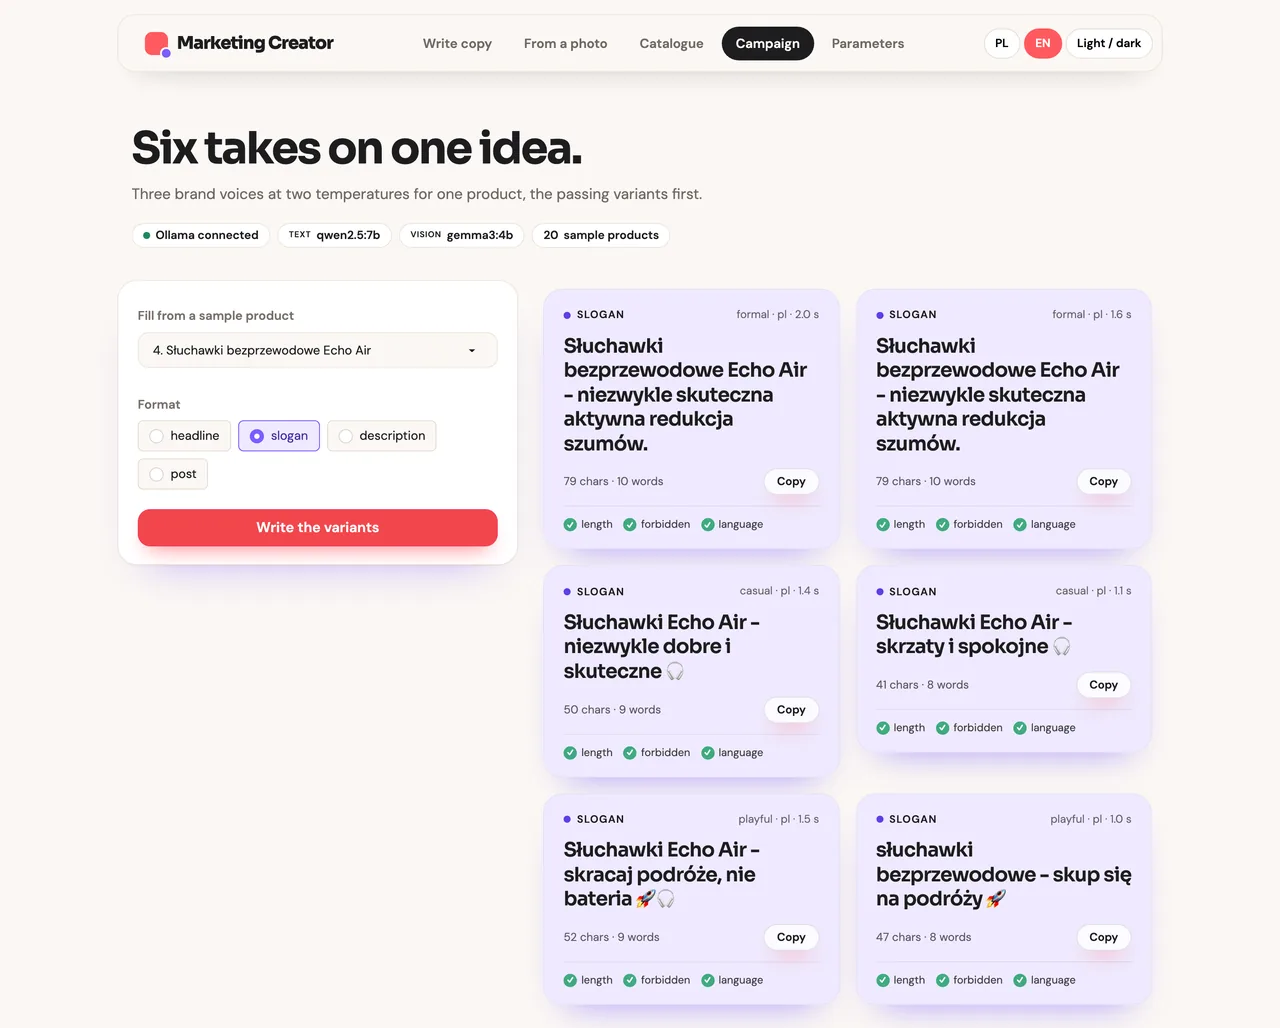 Marketing Creator
Write copy
From a photo
Catalogue
Campaign
Parameters
PL
EN
Light / dark
Six takes on one idea.
Three brand voices at two temperatures for one product, the passing variants first.
Ollama connected
TEXT qwen2.5:7b
VISION gemma3:4b
20 sample products
Fill from a sample product
4. Słuchawki bezprzewodowe Echo Air
Format
headline
slogan
description
post
Write the variants
SLOGAN
formal · pl · 2.0 s
Słuchawki
bezprzewodowe Echo Air
– niezwykle skuteczna
aktywna redukcja
szumów.
79 chars · 10 words
Copy
length
forbidden
language
SLOGAN
formal · pl · 1.6 s
Słuchawki
bezprzewodowe Echo Air
– niezwykle skuteczna
aktywna redukcja
szumów.
79 chars · 10 words
Copy
length
forbidden
language
SLOGAN
casual · pl · 1.4 s
Słuchawki Echo Air –
niezwykle dobre i
skuteczne 🎧
50 chars · 9 words
Copy
length
forbidden
language
SLOGAN
casual · pl · 1.1 s
Słuchawki Echo Air –
skrzaty i spokojne 🎧
41 chars · 8 words
Copy
length
forbidden
language
SLOGAN
playful · pl · 1.5 s
Słuchawki Echo Air –
skracaj podróże, nie
bateria 🚀🎧
52 chars · 9 words
Copy
length
forbidden
language
SLOGAN
playful · pl · 1.0 s
słuchawki
bezprzewodowe – skup się
na podróży 🚀
47 chars · 8 words
Copy
length
forbidden
language